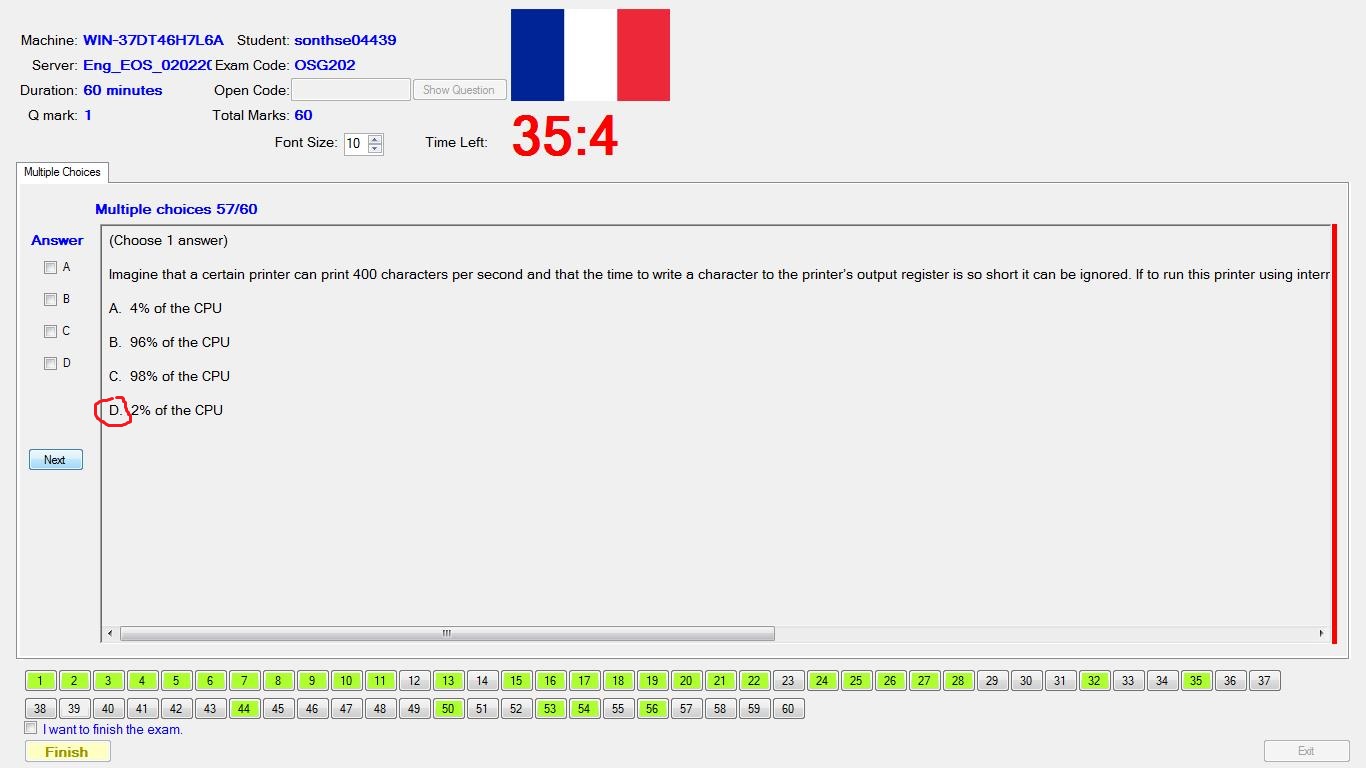 Machine: WIN-37DT46H7L6A Student: sonthse04439
Server: Eng_EOS_020220 Exam Code: OSG202
Duration: 60 minutes Open Code: Show Question
Q mark: 1 Total Marks: 60
Font Size: 10 Time Left: 35:4
Multiple Choices
Multiple choices 57/60
Answer
(Choose 1 answer)
A
Imagine that a certain printer can print 400 characters per second and that the time to write a character to the printer's output register is so short it can be ignored. If to run this printer using interr
B
A. 4% of the CPU
C
B. 96% of the CPU
D
C. 98% of the CPU
D. 2% of the CPU
Next
1 2 3 4 5 6 7 8 9 10 11 12 13 14 15 16 17 18 19 20 21 22 23 24 25 26 27 28 29 30 31 32 33 34 35 36 37
38 39 40 41 42 43 44 45 46 47 48 49 50 51 52 53 54 55 56 57 58 59 60
I want to finish the exam.
Finish Exit